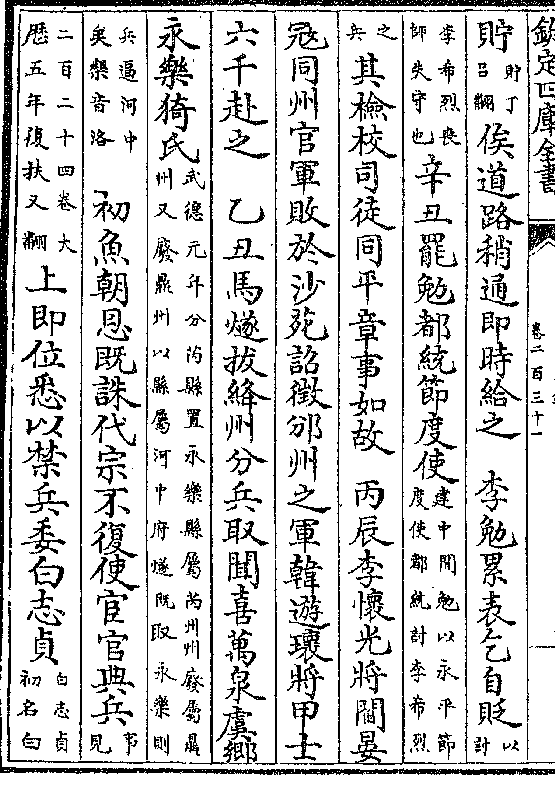 欽定四庫全書
卷二百三十一
貯貯丁吕翻俟道路稍通即時給之　李勉累表乞自貶以討
李希烈喪師失守也辛丑罷勉都統節度使建中間勉以永平節度使都統討李希烈
之兵其檢校司徒同平章事如故　丙辰李懷光將閻晏
宼同州官軍敗於沙苑詔徴邠州之軍韓遊瓌將甲士
六千赴之　乙丑馬燧拔絳州分兵取聞喜萬泉虞鄉
永樂猗氏武德元年分芮縣置永樂縣屬芮州州廢屬鼎州又廢鼎州以縣屬河中府燧既取永樂則
兵逼河中矣樂音洛　初魚朝恩既誅代宗不復使宦官典兵事見
二百二十四卷大歴五年復扶又翻上即位悉以禁兵委白志貞白志貞初名白